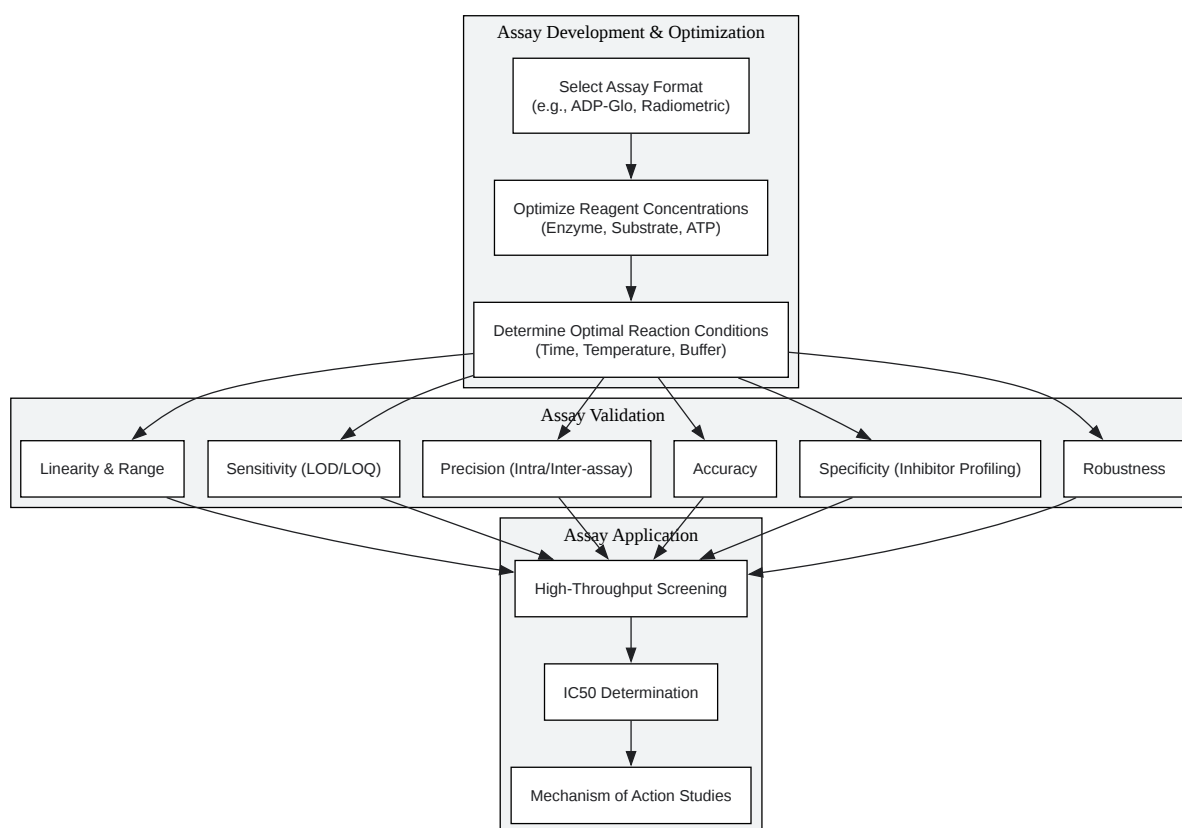 Assay Development & Optimization
Select Assay Format
(e.g., ADP-Glo, Radiometric)
Optimize Reagent Concentrations
(Enzyme, Substrate, ATP)
Determine Optimal Reaction Conditions
(Time, Temperature, Buffer)
Assay Validation
Linearity & Range
Sensitivity (LOD/LOQ)
Precision (Intra/Inter-assay)
Accuracy
Specificity (Inhibitor Profiling)
Robustness
Assay Application
High-Throughput Screening
IC50 Determination
Mechanism of Action Studies